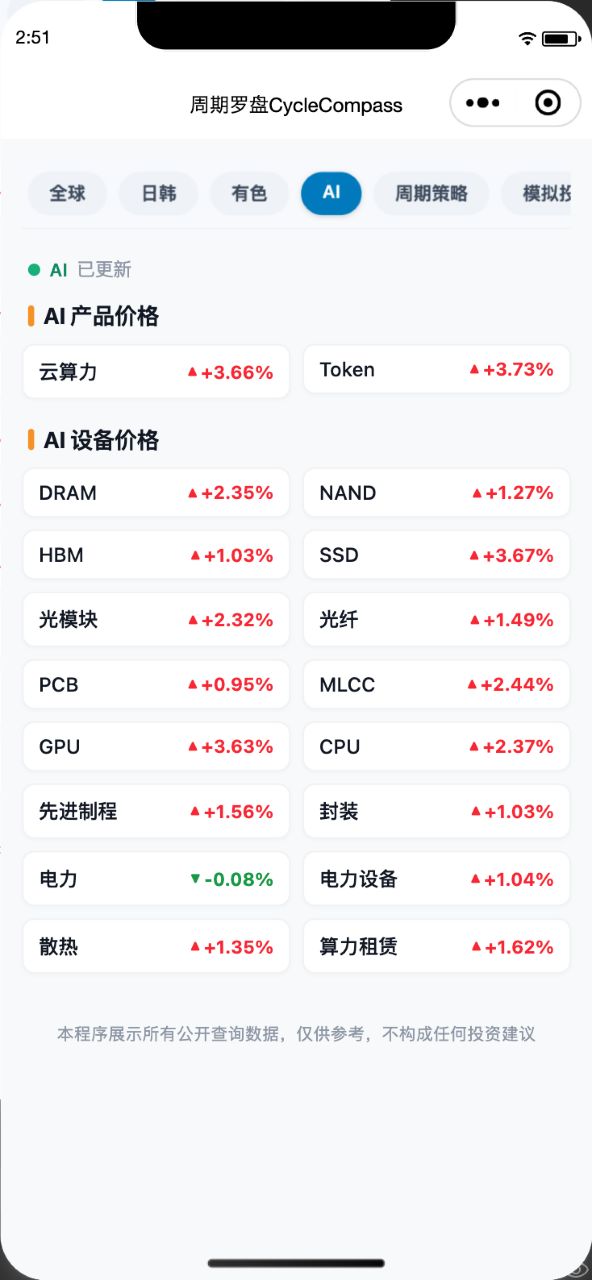 2:51
周期罗盘CycleCompass
全球 日韩 有色 AI 周期策略 模拟投
AI 已更新
AI 产品价格
云算力 ▲+3.66% Token ▲+3.73%
AI 设备价格
DRAM ▲+2.35% NAND ▲+1.27%
HBM ▲+1.03% SSD ▲+3.67%
光模块 ▲+2.32% 光纤 ▲+1.49%
PCB ▲+0.95% MLCC ▲+2.44%
GPU ▲+3.63% CPU ▲+2.37%
先进制程 ▲+1.56% 封装 ▲+1.03%
电力 ▼-0.08% 电力设备 ▲+1.04%
散热 ▲+1.35% 算力租赁 ▲+1.62%
本程序展示所有公开查询数据，仅供参考，不构成任何投资建议